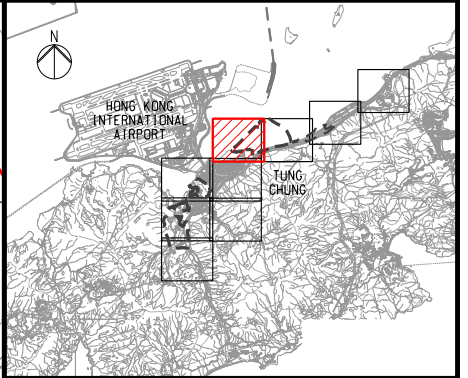 N
HONG KONG
INTERNATIONAL
AIRPORT
TUNG
CHUNG